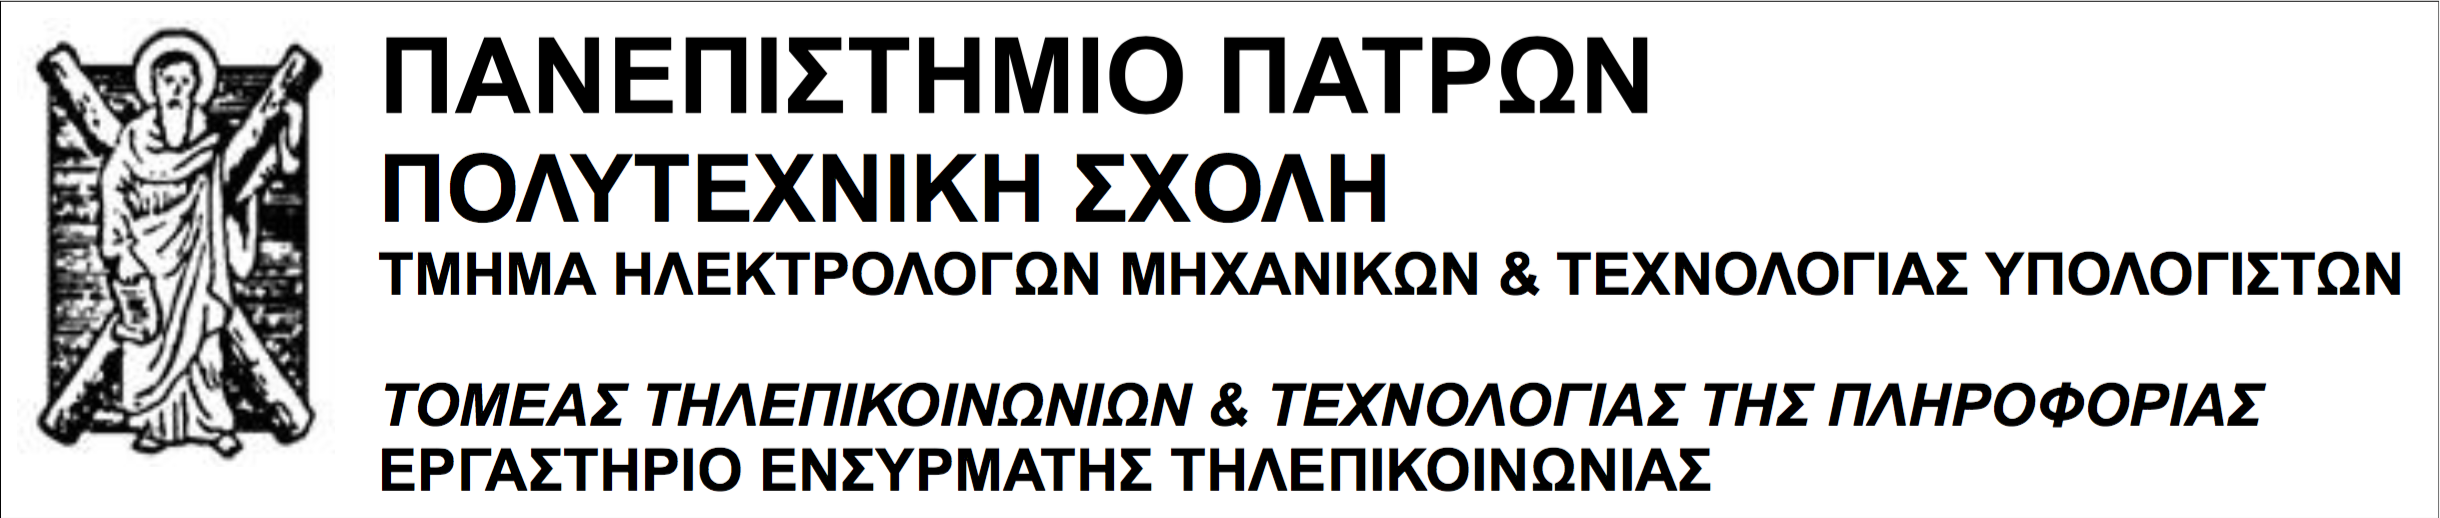 ΠΑΝΕΠΙΣΤΗΜΙΟ ΠΑΤΡΩΝ
ΠΟΛΥΤΕΧΝΙΚΗ ΣΧΟΛΗ
ΤΜΗΜΑ ΗΛΕΚΤΡΟΛΟΓΩΝ ΜΗΧΑΝΙΚΩΝ & ΤΕΧΝΟΛΟΓΙΑΣ ΥΠΟΛΟΓΙΣΤΩΝ
ΤΟΜΕΑΣ ΤΗΛΕΠΙΚΟΙΝΩΝΙΩΝ & ΤΕΧΝΟΛΟΓΙΑΣ ΤΗΣ ΠΛΗΡΟΦΟΡΙΑΣ
ΕΡΓΑΣΤΗΡΙΟ ΕΝΣΥΡΜΑΤΗΣ ΤΗΛΕΠΙΚΟΙΝΩΝΙΑΣ